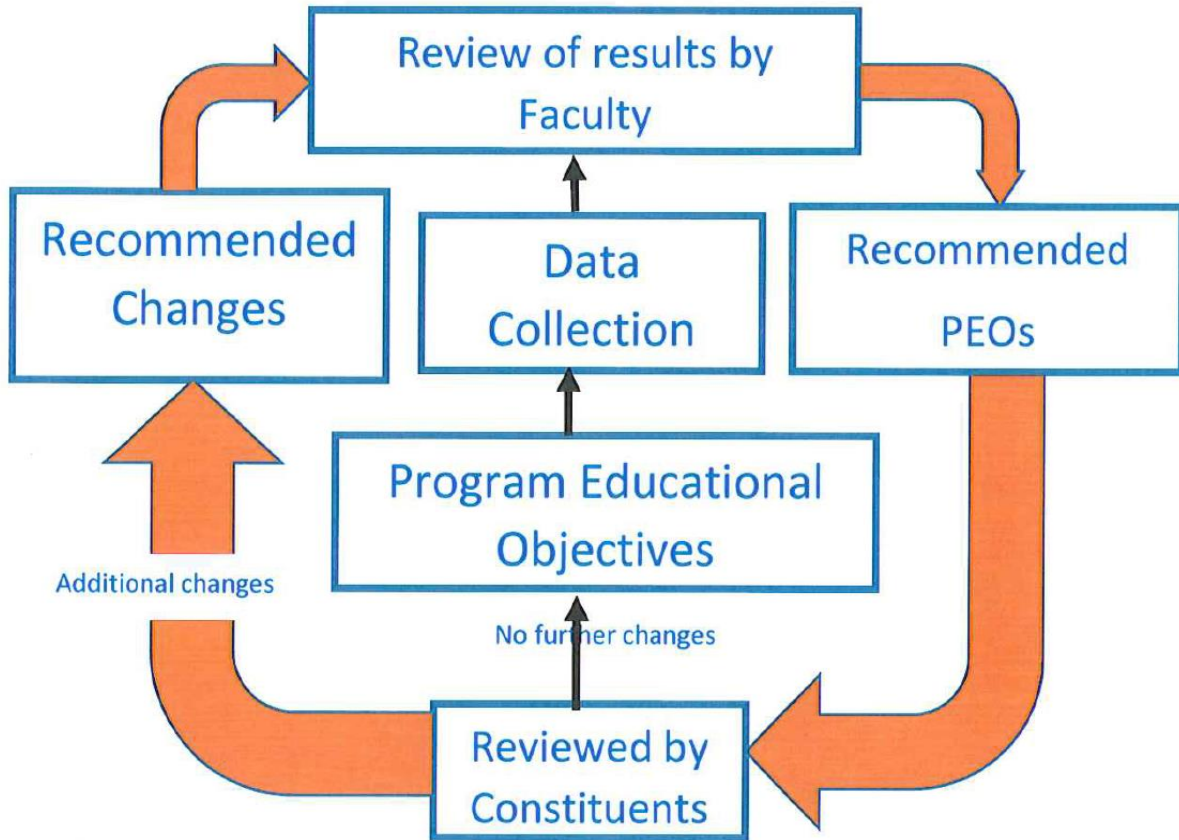 Review of results by
Faculty
Recommended
Changes
Data
Collection
Recommended
PEOs
Program Educational
Objectives
Additional changes
No further changes
Reviewed by
Constituents